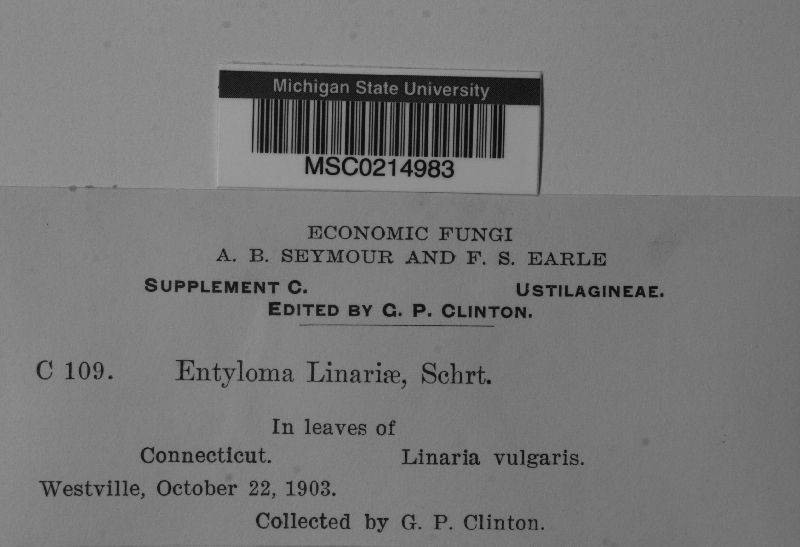 Michigan State University
MSC0214983
ECONOMIC FUNGI
A. B. SEYMOUR AND F. S. EARLE
SUPPLEMENT C. USTILAGINEAE.
EDITED BY G. P. CLINTON.
C 109. Entyloma Linariæ, Schrt.
In leaves of
Connecticut. Linaria vulgaris.
Westville, October 22, 1903.
Collected by G. P. Clinton.